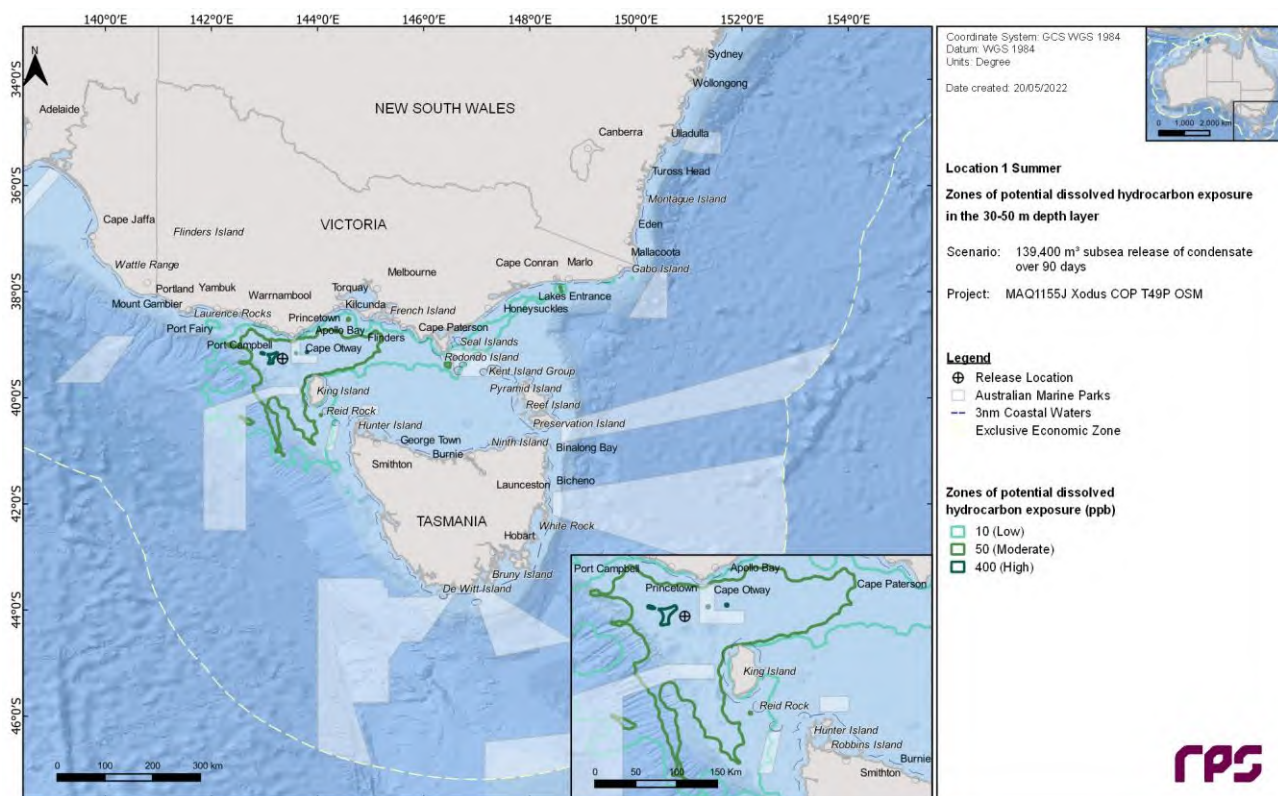 140°0'E 142°0'E 144°0'E 146°0'E 148°0'E 150°0'E 152°0'E 154°0'E
34°0'S
36°0'S
38°0'S
40°0'S
42°0'S
44°0'S
46°0'S
N
Sydney
Wollongong
NEW SOUTH WALES
Adelaide
Canberra
Ulladulla
Tuross Head
Montague Island
Cape Jaffa
Flinders Island
VICTORIA
Eden
Wattle Range
Melbourne
Cape Conran
Marlo
Mallacoota
Gabo Island
Portland
Yambuk
Torquay
Mount Gambier
Warrnambool
Kilcunda
Lakes Entrance
Laurence Rocks
French Island
Honeysuckles
Princetown
Port Fairy
Apollo Bay
Flinders
Cape Paterson
Seal Islands
Port Campbell
Cape Otway
Rodondo Island
Kent Island Group
King Island
Pyramid Island
Reef Island
Reid Rock
Hunter Island
Preservation Island
George Town
Ninth Island
Burnie
Binalong Bay
Smithton
Launceston
Bicheno
TASMANIA
White Rock
Hobart
Bruny Island
De Witt Island
0 100 200 300 km
Port Campbell
Apollo Bay
Princetown
Cape Otway
Cape Paterson
King Island
Reid Rock
Hunter Island
Robbins Island
Burnie
Smithton
0 50 100 150 Km
Coordinate System: GCS WGS 1984
Datum: WGS 1984
Units: Degree
Date created: 20/05/2022
0 1,000 2,000 km
Location 1 Summer
Zones of potential dissolved hydrocarbon exposure
in the 30-50 m depth layer
Scenario: 139,400 m³ subsea release of condensate
over 90 days
Project: MAQ1155J Xodus COP T49P OSM
Legend
Release Location
Australian Marine Parks
3nm Coastal Waters
Exclusive Economic Zone
Zones of potential dissolved
hydrocarbon exposure (ppb)
10 (Low)
50 (Moderate)
400 (High)
rps